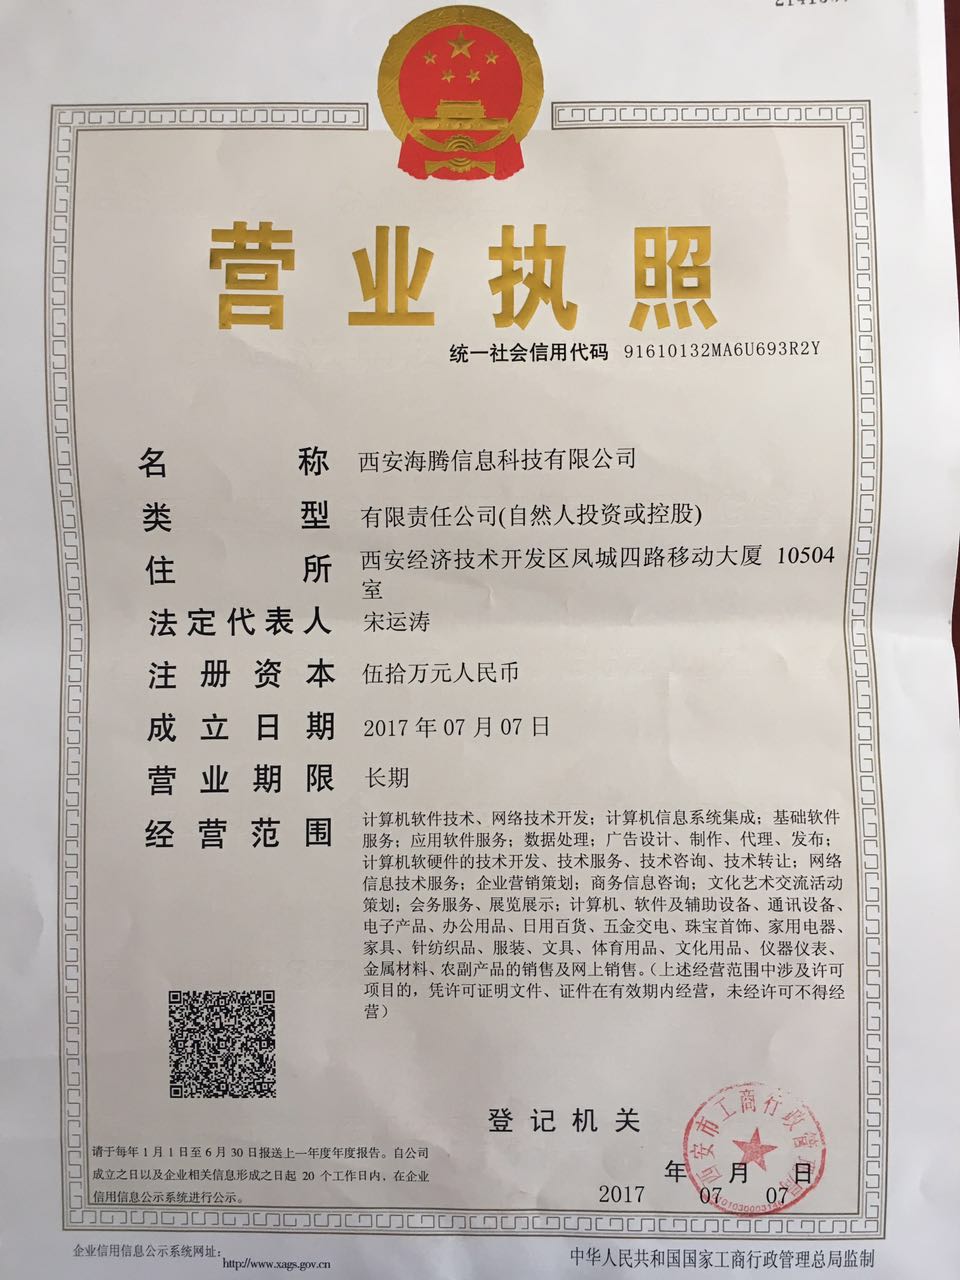 营业执照
统一社会信用代码 91610132MA6U693R2Y
名称 西安海腾信息科技有限公司
类型 有限责任公司(自然人投资或控股)
住所 西安经济技术开发区凤城四路移动大厦 10504
室
法定代表人 宋运涛
注册资本 伍拾万元人民币
成立日期 2017年07月07日
营业期限 长期
经营范围 计算机软件技术、网络技术开发；计算机信息系统集成；基础软件
服务；应用软件服务；数据处理；广告设计、制作、代理、发布；
计算机软硬件的技术开发、技术服务、技术咨询、技术转让；网络
信息技术服务；企业营销策划；商务信息咨询；文化艺术交流活动
策划；会务服务、展览展示；计算机、软件及辅助设备、通讯设备、
电子产品、办公用品、日用百货、五金交电、珠宝首饰、家用电器、
家具、针纺织品、服装、文具、体育用品、文化用品、仪器仪表、
金属材料、农副产品的销售及网上销售。（上述经营范围中涉及许可
项目的，凭许可证明文件、证件在有效期内经营，未经许可不得经
营）
登记机关
西安市工商行政管理局
2017年07月07日
请于每年1月1日至6月30日报送上一年度年度报告。自公司
成立之日以及企业相关信息形成之日起 20 个工作日内，在企业
信用信息公示系统进行公示。
企业信用信息公示系统网址：
http://www.xags.gov.cn
中华人民共和国国家工商行政管理总局监制